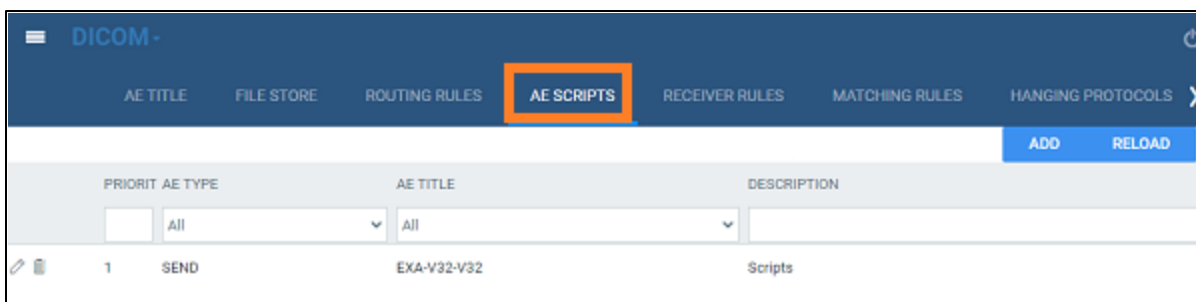 DICOM
AE TITLE FILE STORE ROUTING RULES AE SCRIPTS RECEIVER RULES MATCHING RULES HANGING PROTOCOLS
ADD RELOAD
PRIORIT AE TYPE AE TITLE DESCRIPTION
All All
1 SEND EXA-V32-V32 Scripts